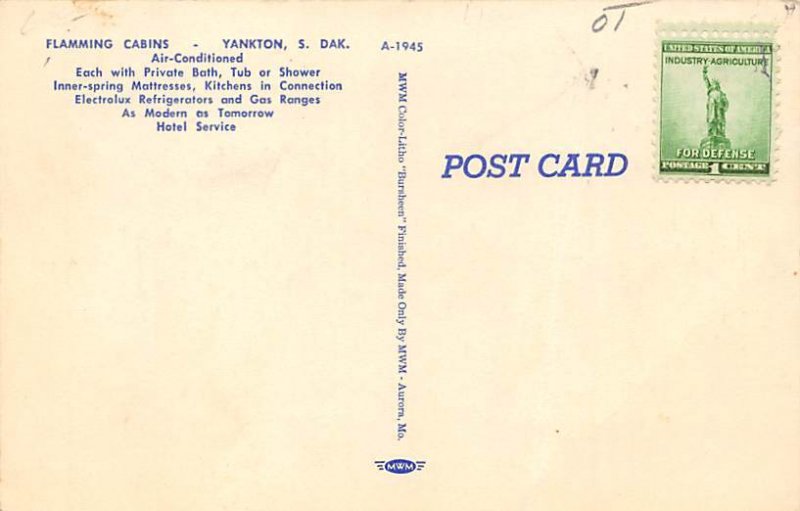 FLAMMING CABINS - YANKTON, S. DAK.
Air-Conditioned
Each with Private Bath, Tub or Shower
Inner-spring Mattresses, Kitchens in Connection
Electrolux Refrigerators and Gas Ranges
As Modern as Tomorrow
Hotel Service
A-1945
MWM Color-Litho "Bursheen" Finished, Made Only By MWM - Aurora, Mo.
MWM
POST CARD
UNITED STATES OF AMERICA
INDUSTRY·AGRICULTURE
FOR DEFENSE
POSTAGE 1 CENT